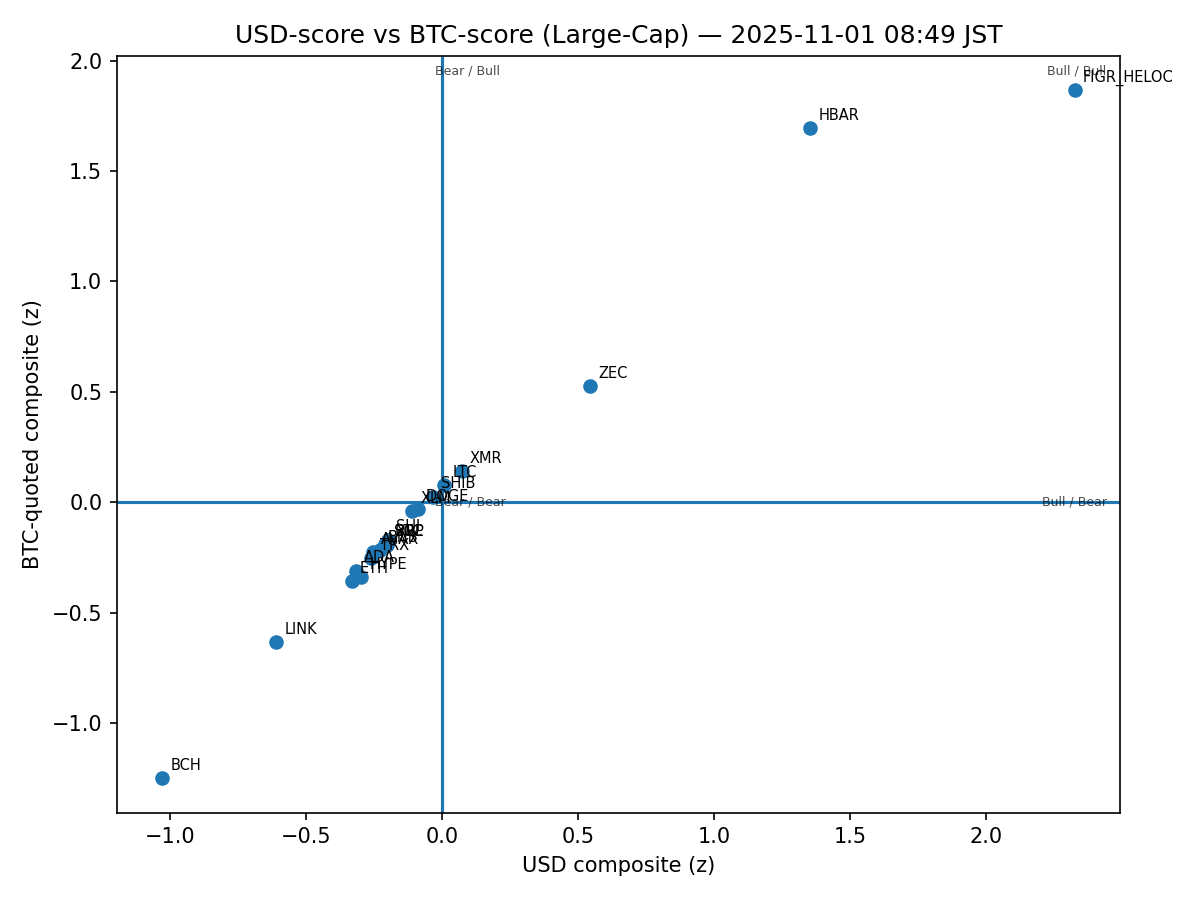 USD-score vs BTC-score (Large-Cap) — 2025-11-01 08:49 JST
2.0
Bear / Bull
Bull / Bull
FIGR_HELOC
HBAR
1.5
1.0
ZEC
0.5
XMR
LTC
SHIB
DOGE
0.0
Bear / Bear
Bull / Bear
SUI
TRX
ADA
HYPE
ETH
−0.5
LINK
−1.0
BCH
−1.0
−0.5
0.0
0.5
1.0
1.5
2.0
USD composite (z)
BTC-quoted composite (z)